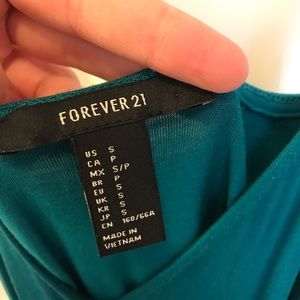 FOREVER 21
US S
CA P
MX S/P
BR P
EU S
UK S
KR S
JP S
CN 160/66A
MADE IN
VIETNAM